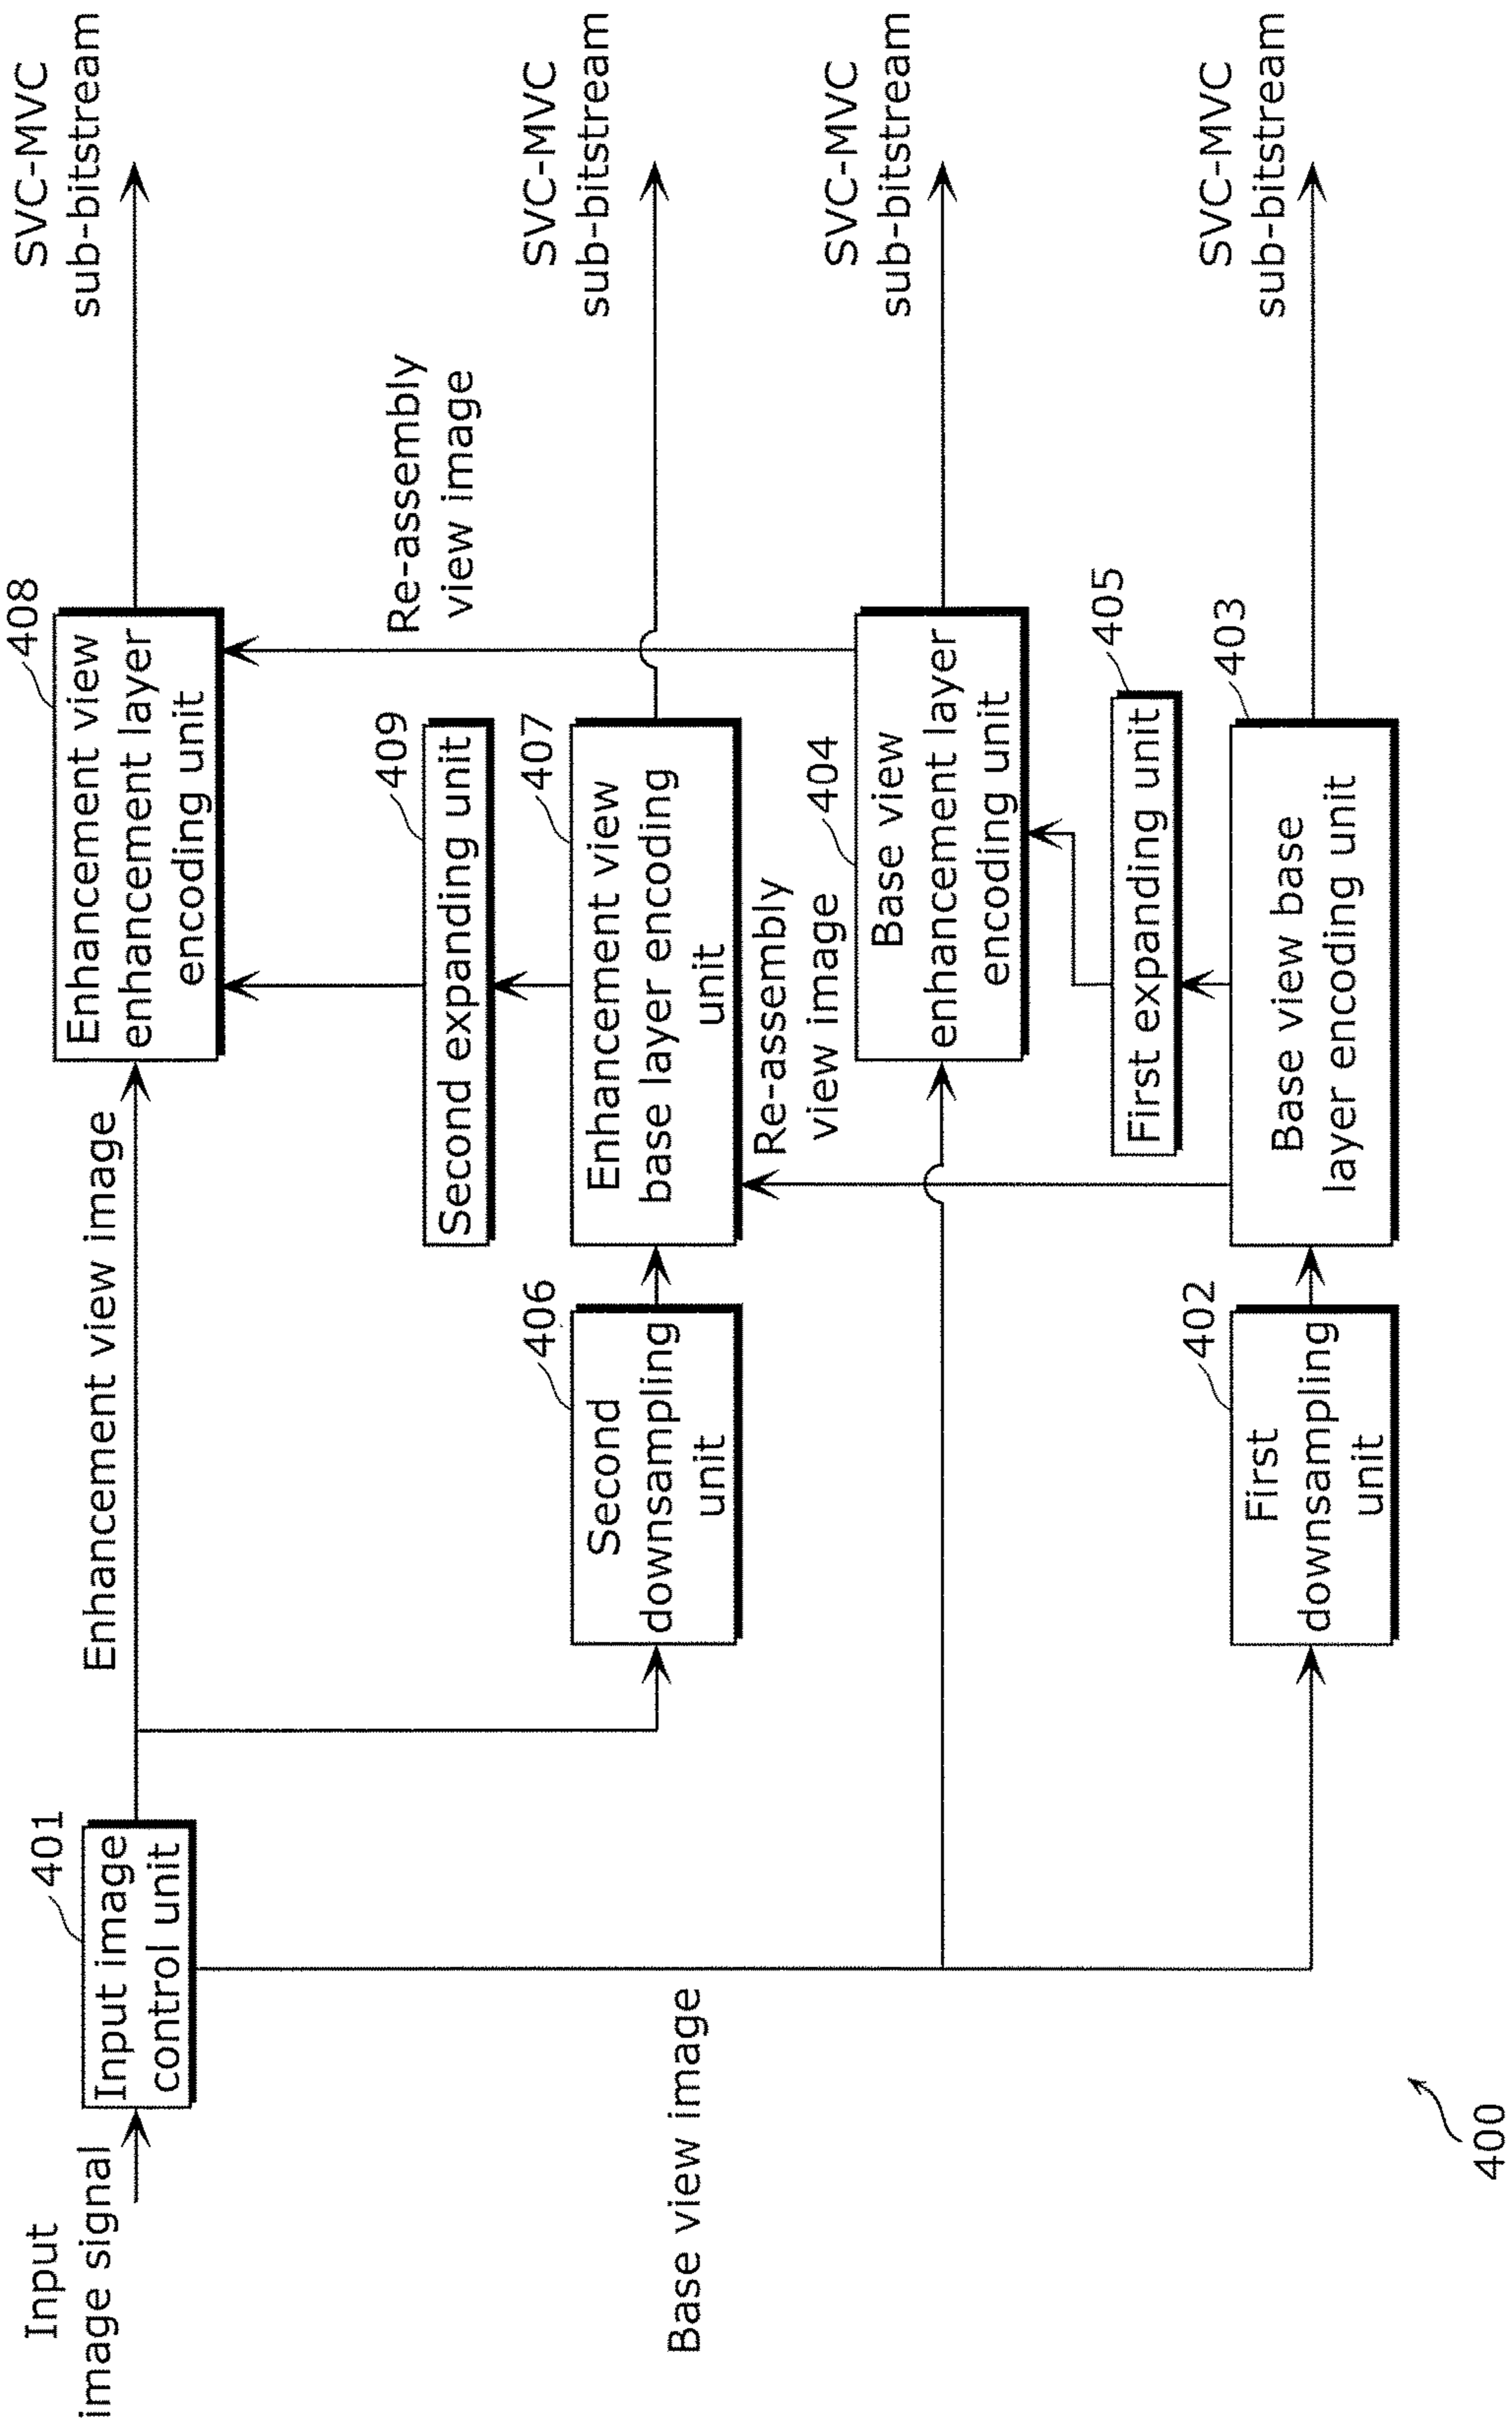 Input
image signal
401
Input image
control unit
Enhancement view image
408
Enhancement view
enhancement layer
encoding unit
SVC-MVC
sub-bitstream
409
Second expanding unit
Re-assembly
view image
406
Second
downsampling
unit
407
Enhancement view
base layer encoding
unit
SVC-MVC
sub-bitstream
Base view image
Re-assembly
view image
404
Base view
enhancement layer
encoding unit
SVC-MVC
sub-bitstream
405
First expanding unit
402
First
downsampling
unit
403
Base view base
layer encoding unit
SVC-MVC
sub-bitstream
400